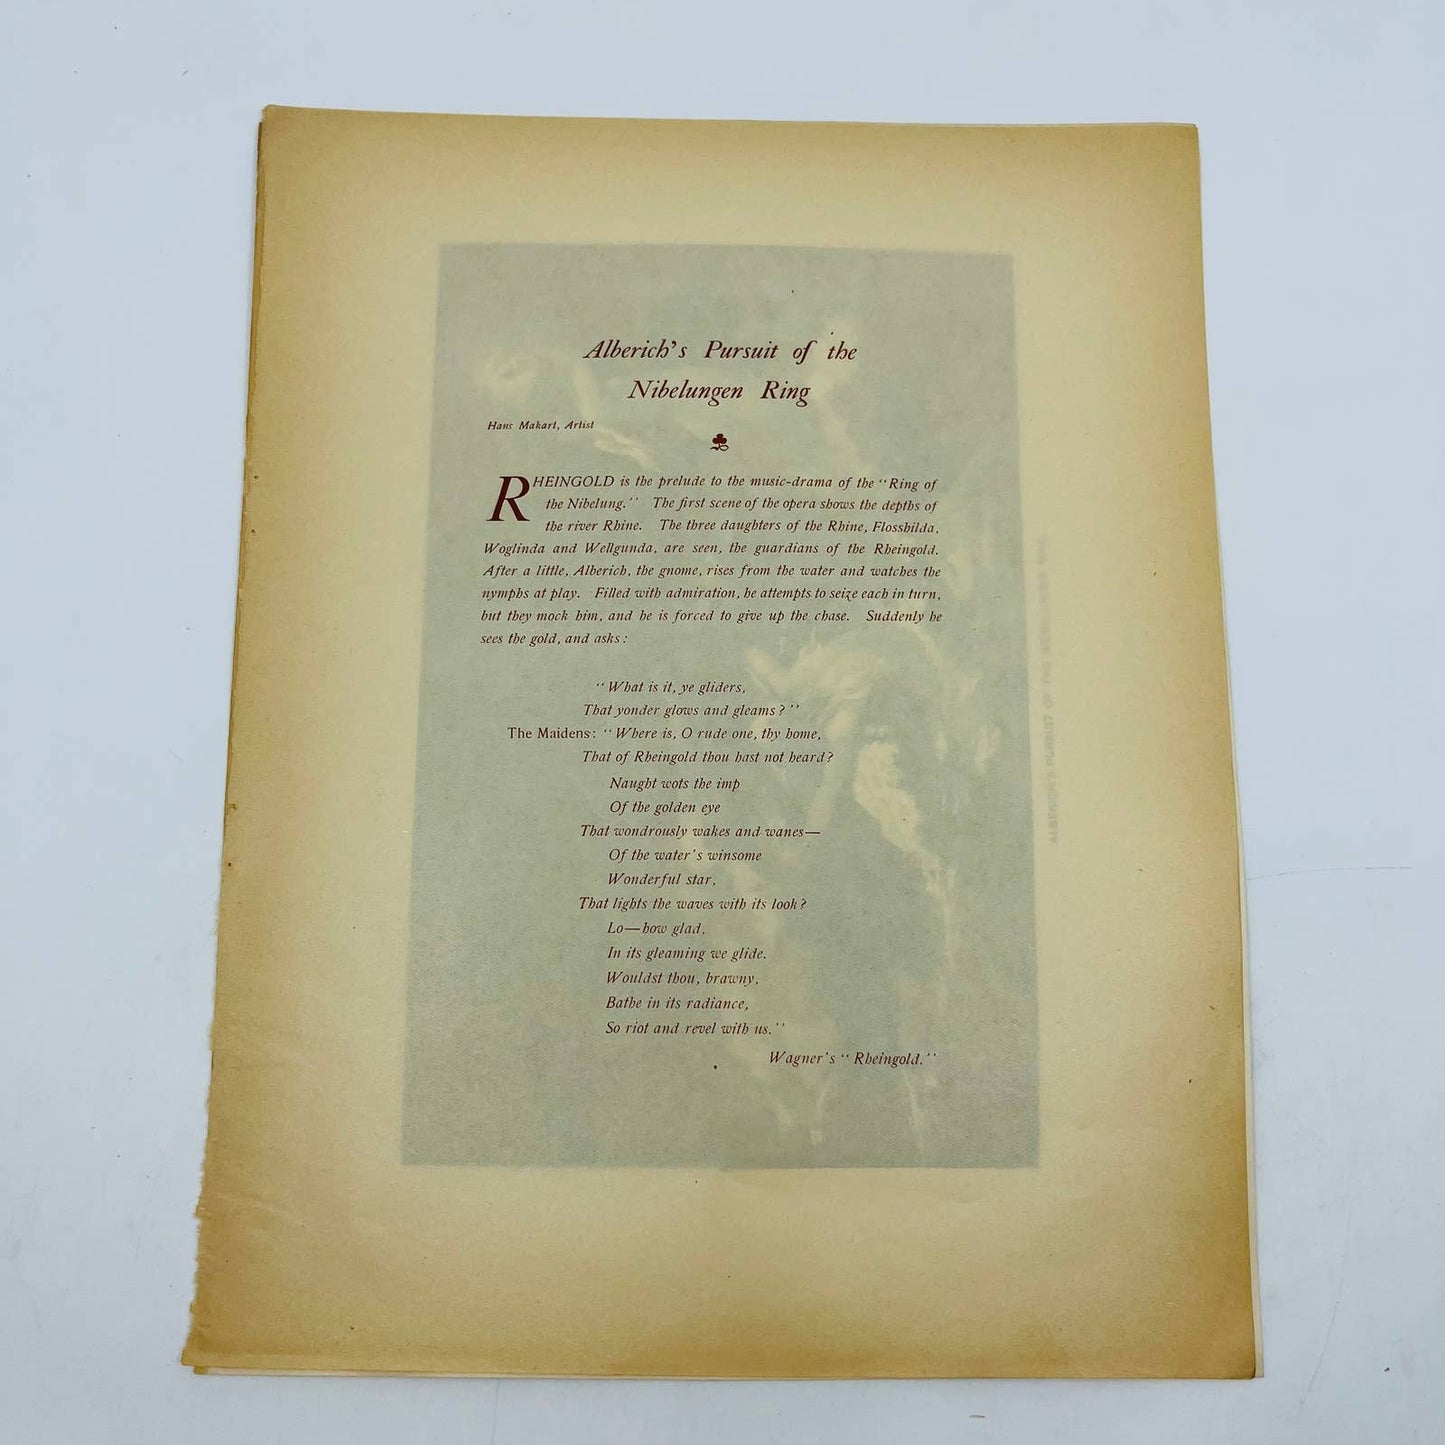 Alberich's Pursuit of the
Nibelungen Ring
Hans Makart, Artist
RHEINGOLD is the prelude to the music-drama of the "Ring of
the Nibelung." The first scene of the opera shows the depths of
the river Rhine. The three daughters of the Rhine, Flosshilda,
Woglinda and Wellgunda, are seen, the guardians of the Rheingold.
After a little, Alberich, the gnome, rises from the water and watches the
nymphs at play. Filled with admiration, he attempts to seize each in turn,
but they mock him, and he is forced to give up the chase. Suddenly he
sees the gold, and asks:
"What is it, ye gliders,
That yonder glows and gleams?"
The Maidens: "Where is, O rude one, thy home,
That of Rheingold thou hast not heard?
Naught wots the imp
Of the golden eye
That wondrously wakes and wanes—
Of the water's winsome
Wonderful star,
That lights the waves with its look?
Lo—how glad,
In its gleaming we glide.
Wouldst thou, brawny,
Bathe in its radiance,
So riot and revel with us."
Wagner's "Rheingold."